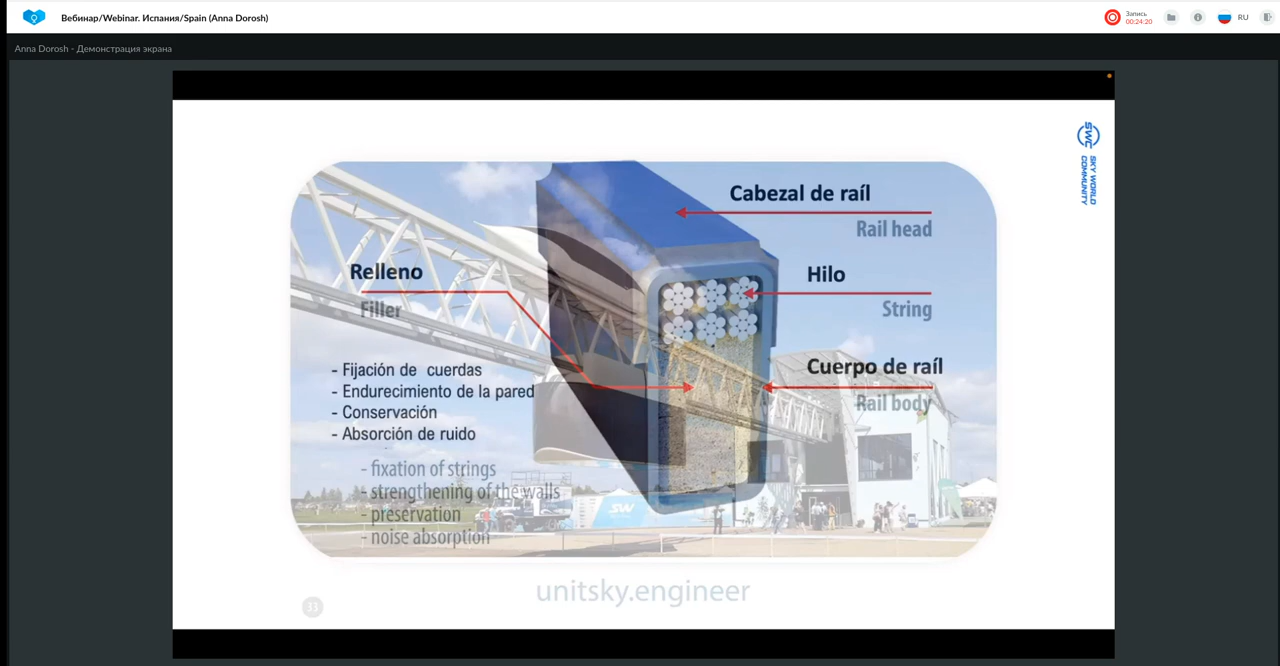 Вебинар/Webinar. Испания/Spain (Anna Dorosh)
Запись
00:24:20
RU
Anna Dorosh - Демонстрация экрана
SWC
SKY WORLD
COMMUNITY
Cabezal de raíl
Rail head
Relleno
Filler
Hilo
String
Cuerpo de raíl
Rail body
- Fijación de cuerdas
- Endurecimiento de la pared
- Conservación
- Absorción de ruido
- fixation of strings
- strengthening of the walls
- preservation
- noise absorption
SW
unitsky.engineer
33